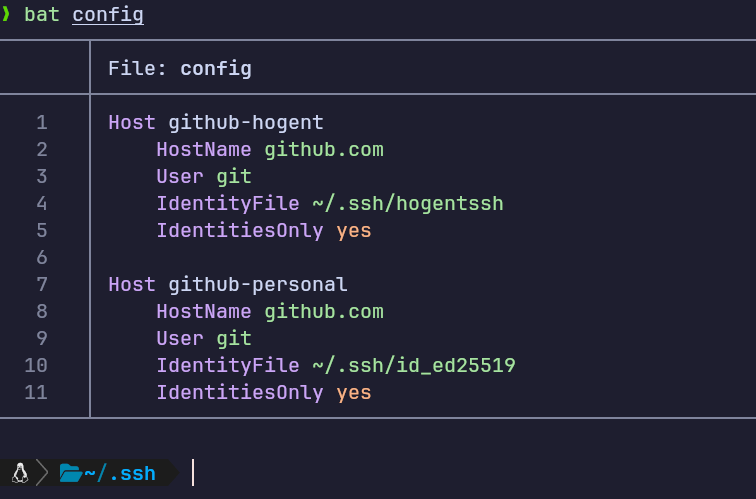 ❯ bat config
File: config
1 Host github-hogent
2 HostName github.com
3 User git
4 IdentityFile ~/.ssh/hogentssh
5 IdentitiesOnly yes
6
7 Host github-personal
8 HostName github.com
9 User git
10 IdentityFile ~/.ssh/id_ed25519
11 IdentitiesOnly yes
~/.ssh